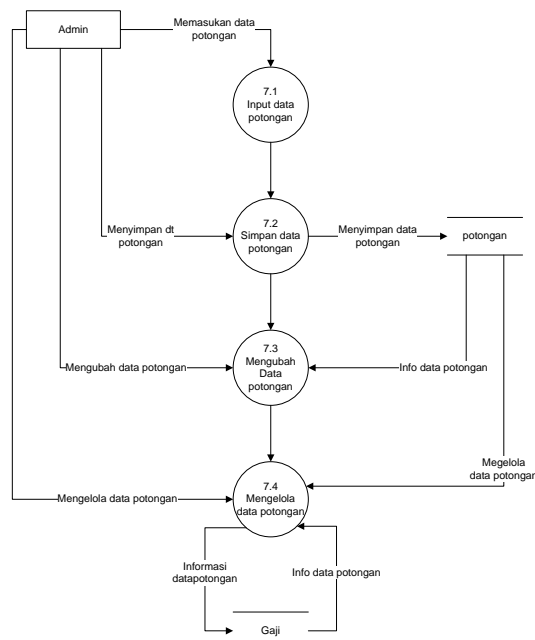 Admin
Memasukan data
potongan
7.1
Input data
potongan
Menyimpan dt
potongan
7.2
Simpan data
potongan
Menyimpan data
potongan
potongan
Mengubah data potongan
7.3
Mengubah
Data
potongan
Info data potongan
Megelola
data potongan
Mengelola data potongan
7.4
Mengelola
data potongan
Informasi
datapotongan
Info data potongan
Gaji